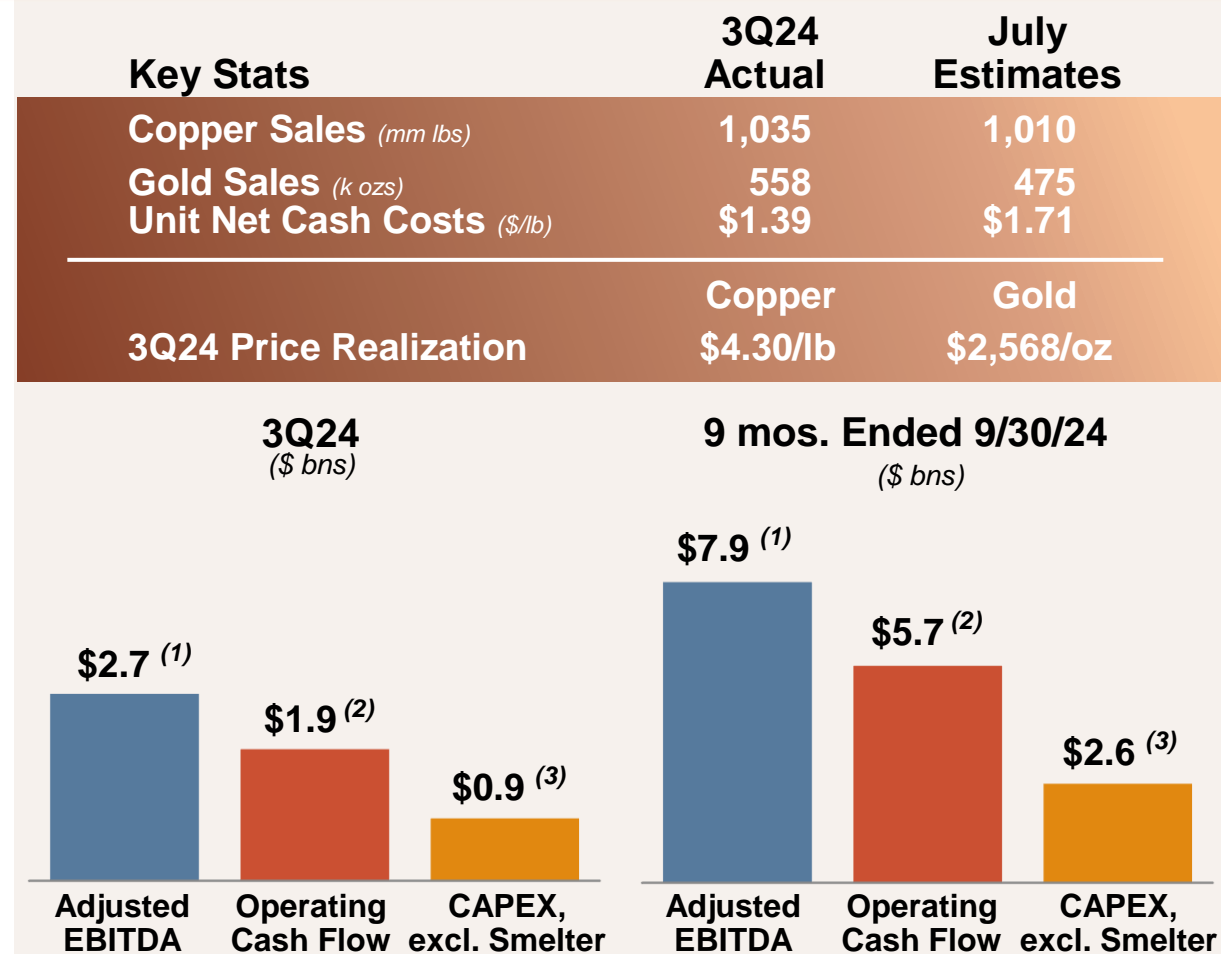 Key Stats 3Q24 Actual July Estimates
Copper Sales (mm lbs) 1,035 1,010
Gold Sales (k ozs) 558 475
Unit Net Cash Costs ($/lb) $1.39 $1.71
Copper Gold
3Q24 Price Realization $4.30/lb $2,568/oz
3Q24
($ bns)
$2.7 (1)
$1.9 (2)
$0.9 (3)
Adjusted EBITDA
Operating Cash Flow
CAPEX, excl. Smelter
9 mos. Ended 9/30/24
($ bns)
$7.9 (1)
$5.7 (2)
$2.6 (3)
Adjusted EBITDA
Operating Cash Flow
CAPEX, excl. Smelter